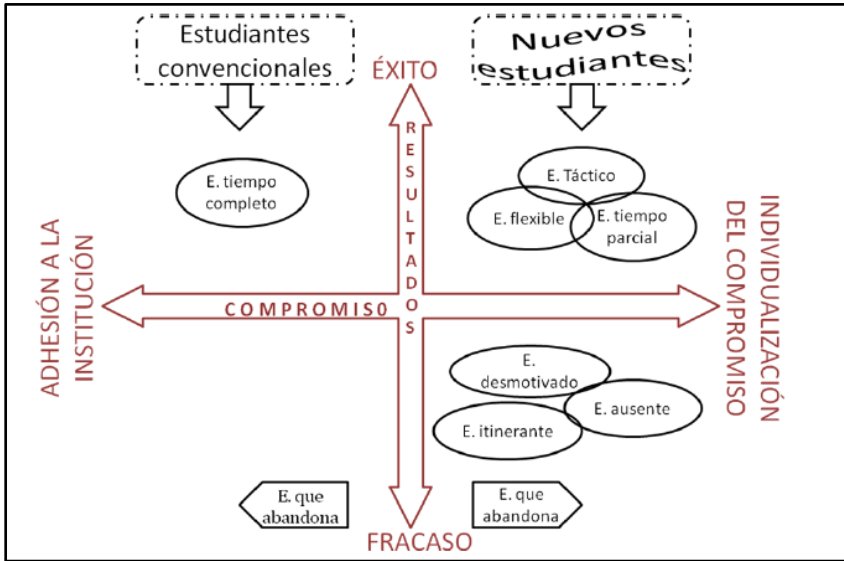 Estudiantes
convencionales
Nuevos
estudiantes
ÉXITO
RESULTADOS
E. tiempo
completo
E. Táctico
E. flexible
E. tiempo
parcial
ADHESIÓN A LA
INSTITUCIÓN
COMPROMIS0
INDIVIDUALIZACIÓN
DEL COMPROMISO
E.
desmotivado
E. ausente
E. itinerante
E. que
abandona
E. que
abandona
FRACASO